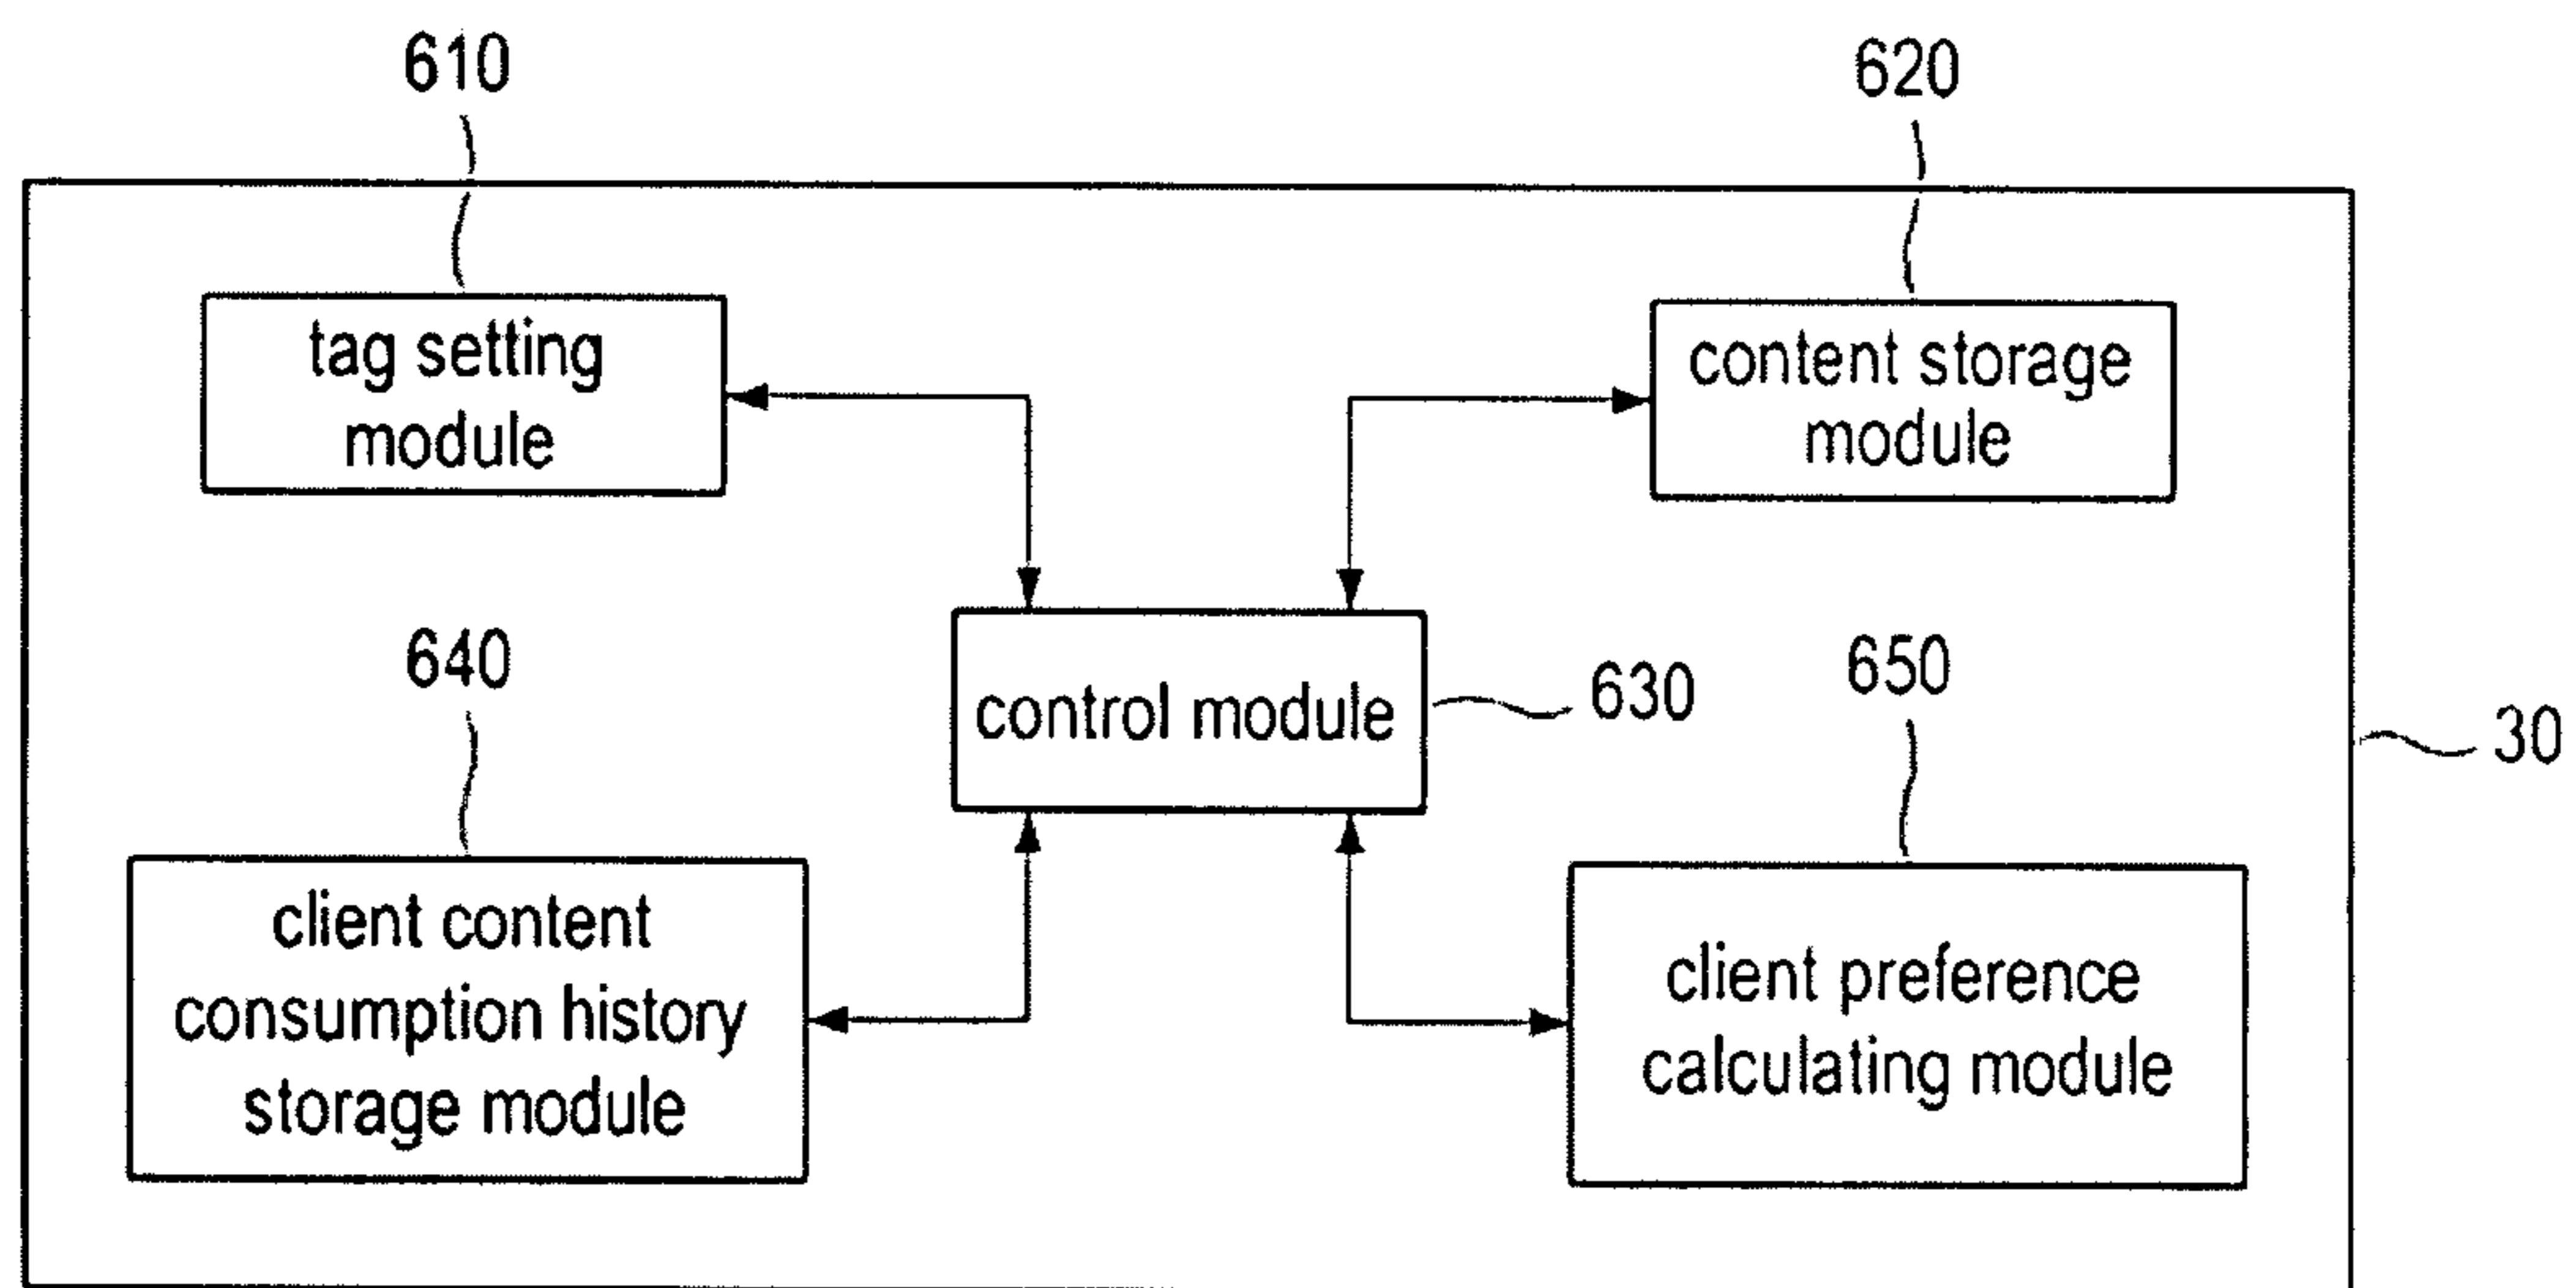 610
620
tag setting
module
content storage
module
640
control module
630
650
30
client content
consumption history
storage module
client preference
calculating module